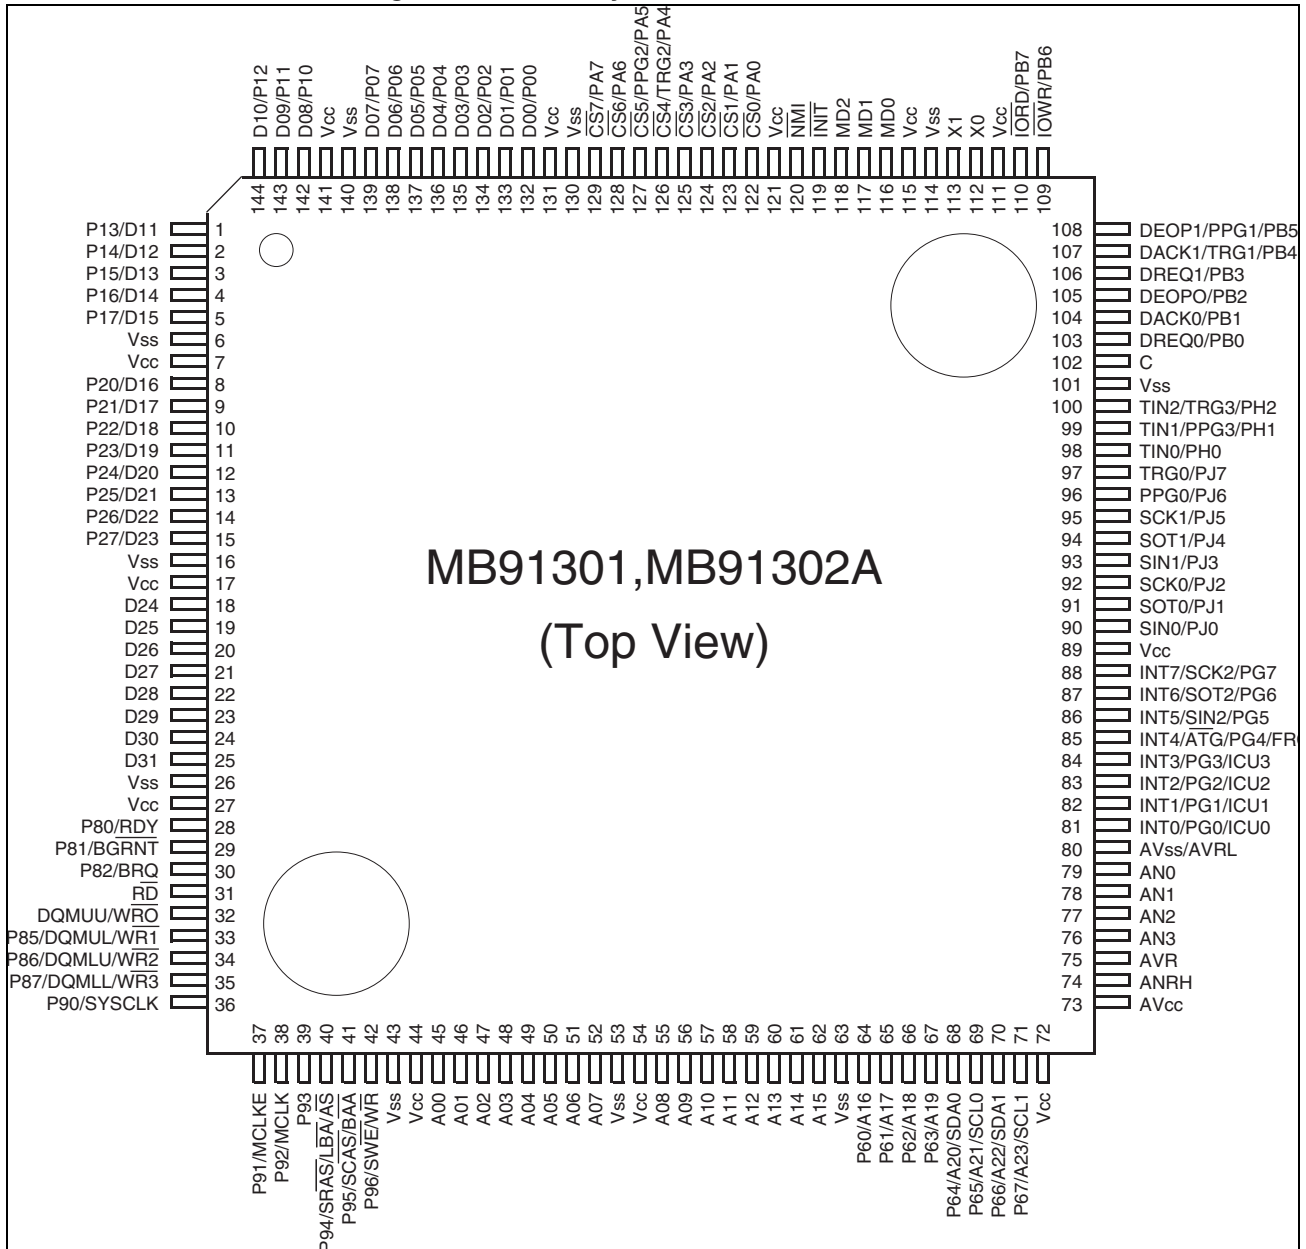 D10/P12
D09/P11
D08/P10
Vcc
Vss
D07/P07
D06/P06
D05/P05
D04/P04
D03/P03
D02/P02
D01/P01
D00/P00
Vcc
Vss
CS7/PA7
CS6/PA6
CS5/PPG2/PA5
CS4/TRG2/PA4
CS3/PA3
CS2/PA2
CS1/PA1
CS0/PA0
Vcc
NMI
INIT
MD2
MD1
MD0
Vcc
Vss
X1
X0
Vcc
IORD/PB7
IOWR/PB6
144
143
142
141
140
139
138
137
136
135
134
133
132
131
130
129
128
127
126
125
124
123
122
121
120
119
118
117
116
115
114
113
112
111
110
109
P13/D11 1
P14/D12 2
P15/D13 3
P16/D14 4
P17/D15 5
Vss 6
Vcc 7
P20/D16 8
P21/D17 9
P22/D18 10
P23/D19 11
P24/D20 12
P25/D21 13
P26/D22 14
P27/D23 15
Vss 16
Vcc 17
D24 18
D25 19
D26 20
D27 21
D28 22
D29 23
D30 24
D31 25
Vss 26
Vcc 27
P80/RDY 28
P81/BGRNT 29
P82/BRQ 30
RD 31
DQMUU/WRO 32
P85/DQMUL/WR1 33
P86/DQMLU/WR2 34
P87/DQMLL/WR3 35
P90/SYSCLK 36
MB91301,MB91302A
(Top View)
108 DEOP1/PPG1/PB5
107 DACK1/TRG1/PB4
106 DREQ1/PB3
105 DEOPO/PB2
104 DACK0/PB1
103 DREQ0/PB0
102 C
101 Vss
100 TIN2/TRG3/PH2
99 TIN1/PPG3/PH1
98 TIN0/PH0
97 TRG0/PJ7
96 PPG0/PJ6
95 SCK1/PJ5
94 SOT1/PJ4
93 SIN1/PJ3
92 SCK0/PJ2
91 SOT0/PJ1
90 SIN0/PJ0
89 Vcc
88 INT7/SCK2/PG7
87 INT6/SOT2/PG6
86 INT5/SIN2/PG5
85 INT4/ATG/PG4/FR
84 INT3/PG3/ICU3
83 INT2/PG2/ICU2
82 INT1/PG1/ICU1
81 INT0/PG0/ICU0
80 AVss/AVRL
79 AN0
78 AN1
77 AN2
76 AN3
75 AVR
74 ANRH
73 AVcc
37
38
39
40
41
42
43
44
45
46
47
48
49
50
51
52
53
54
55
56
57
58
59
60
61
62
63
64
65
66
67
68
69
70
71
72
P91/MCLKE
P92/MCLK
P93
P94/SRAS/LBA/AS
P95/SCAS/BAA
P96/SWE/WR
Vss
Vcc
A00
A01
A02
A03
A04
A05
A06
A07
Vss
Vcc
A08
A09
A10
A11
A12
A13
A14
A15
Vss
P60/A16
P61/A17
P62/A18
P63/A19
P64/A20/SDA0
P65/A21/SCL0
P66/A22/SDA1
P67/A23/SCL1
Vcc